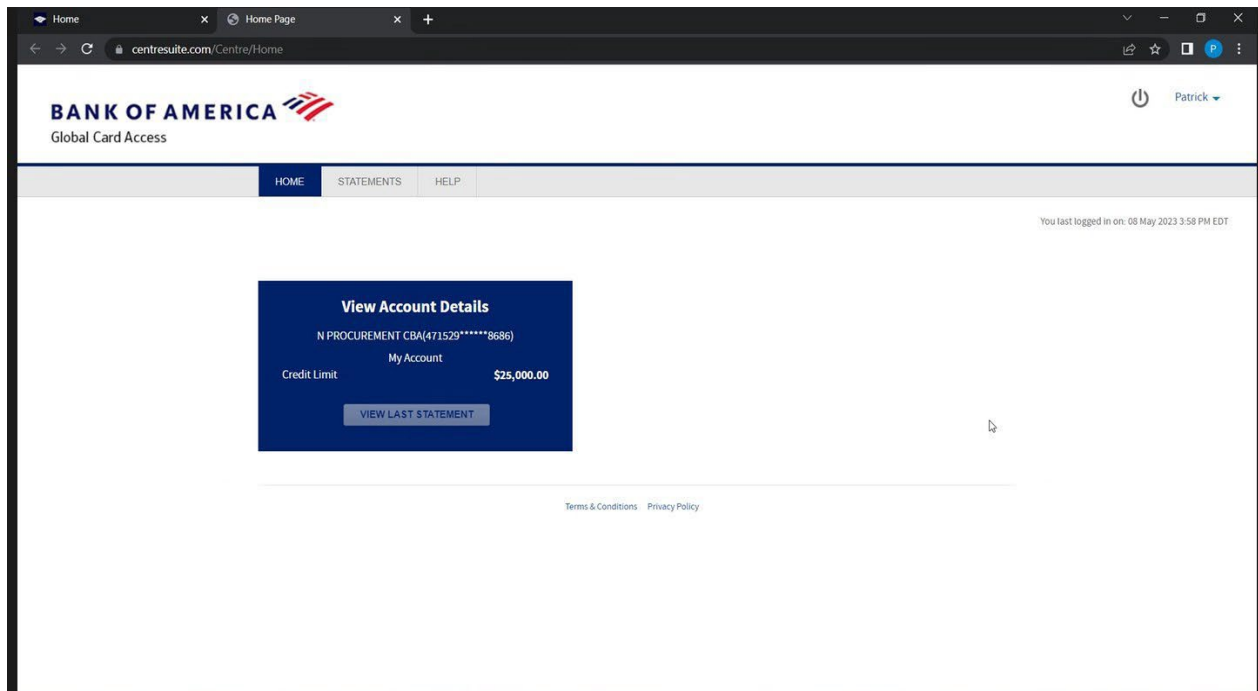 Home
Home Page
centresuite.com/Centre/Home
P
BANK OF AMERICA
Global Card Access
Patrick
HOME STATEMENTS HELP
You last logged in on: 08 May 2023 3:58 PM EDT
View Account Details
N PROCUREMENT CBA(471529******8686)
My Account
Credit Limit $25,000.00
VIEW LAST STATEMENT
Terms & Conditions Privacy Policy